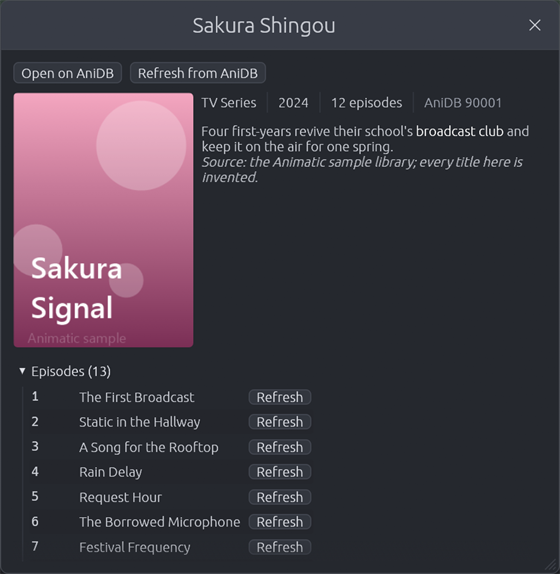 Sakura Shingou
Open on AniDB Refresh from AniDB
TV Series 2024 12 episodes AniDB 90001
Four first-years revive their school's broadcast club and
keep it on the air for one spring.
Source: the Animatic sample library; every title here is
invented.
Sakura
Signal
Animatic sample
▼ Episodes (13)
1 The First Broadcast Refresh
2 Static in the Hallway Refresh
3 A Song for the Rooftop Refresh
4 Rain Delay Refresh
5 Request Hour Refresh
6 The Borrowed Microphone Refresh
7 Festival Frequency Refresh